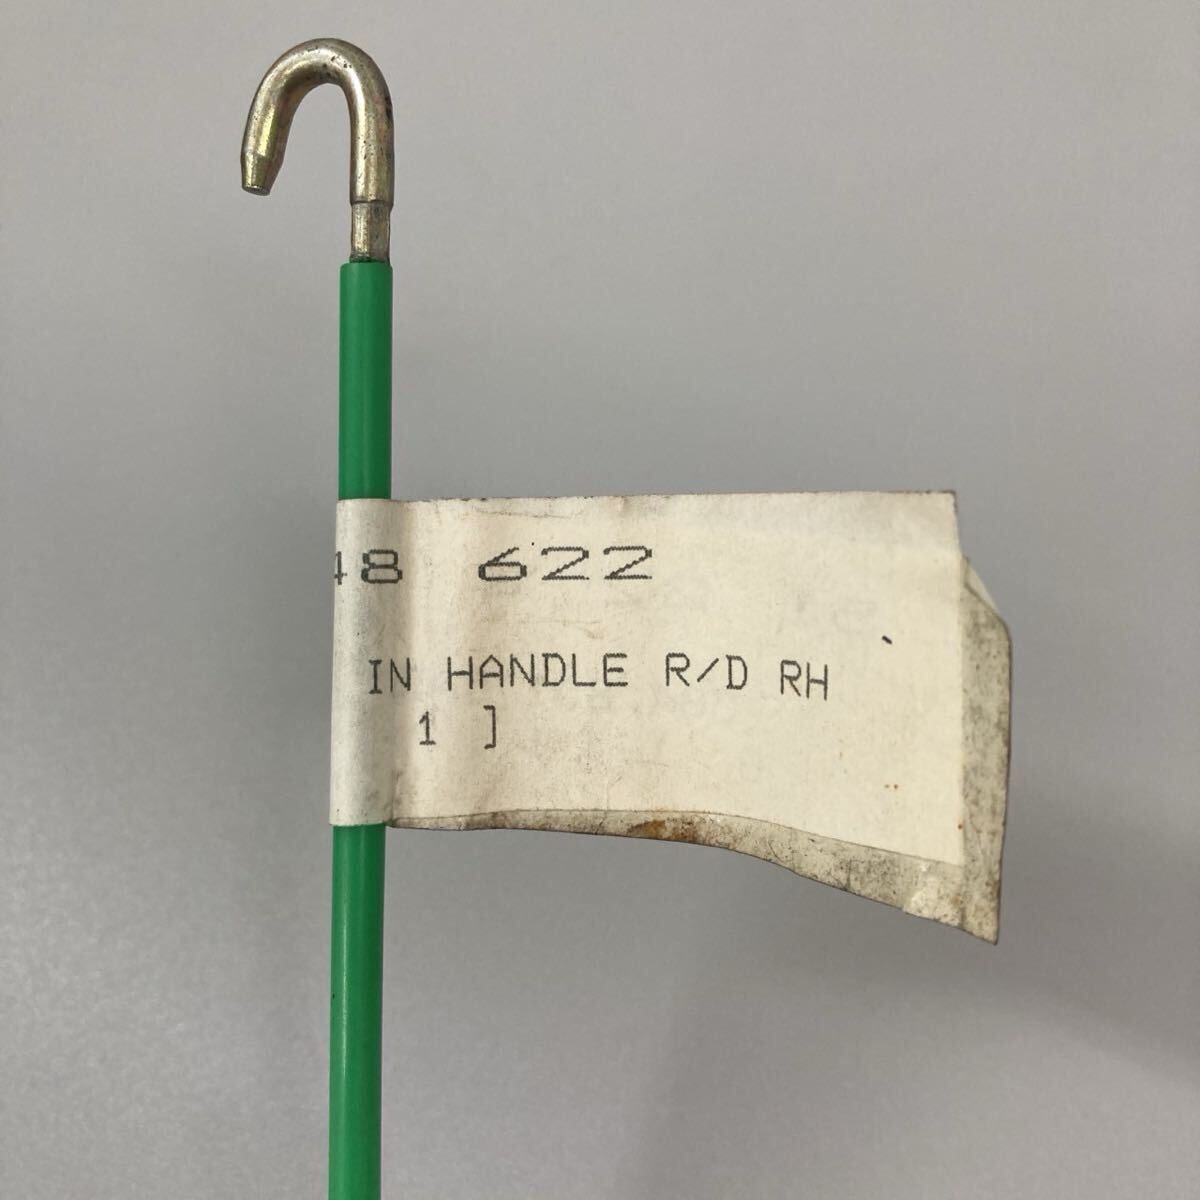 48 622
IN HANDLE R/D RH
1 ]